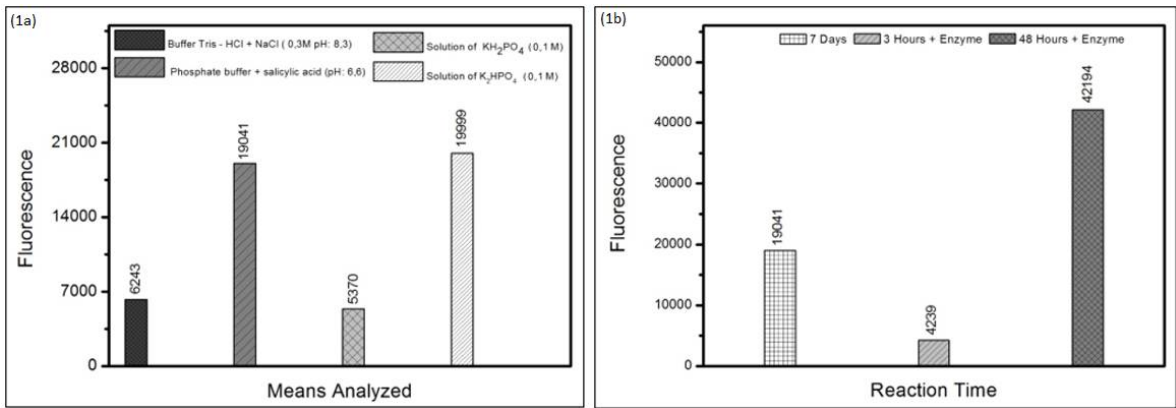 (1a)
Buffer Tris - HCl + NaCl ( 0,3M pH: 8,3)
Solution of KH₂PO₄ (0,1 M)
Phosphate buffer + salicylic acid (pH: 6,6)
Solution of K₂HPO₄ (0,1 M)
28000
21000
14000
7000
0
Fluorescence
6243
19041
5370
19999
Means Analyzed
(1b)
7 Days
3 Hours + Enzyme
48 Hours + Enzyme
50000
40000
30000
20000
10000
0
Fluorescence
19041
4239
42194
Reaction Time